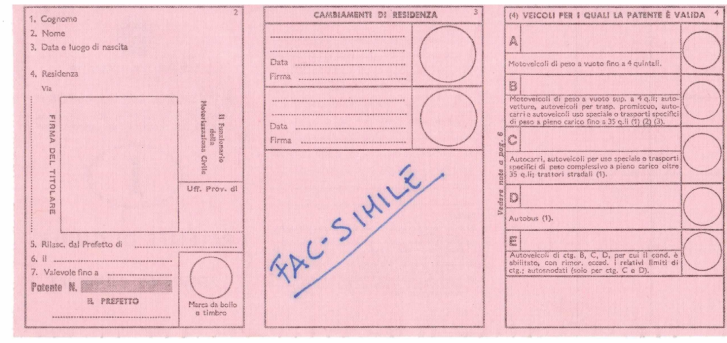 2
1. Cognome
2. Nome
3. Data e luogo di nascita
4. Residenza
Via
FIRMA DEL TITOLARE
Il Funzionario
della
Motorizzazione Civile
Uff. Prov. di
5. Rilasc. dal Prefetto di
6. il
7. Valevole fino a
Patente N.
IL PREFETTO
Marca da bollo
e timbro
CAMBIAMENTI DI RESIDENZA 3
Data
Firma
Data
Firma
FAC-SIMILE
(4) VEICOLI PER I QUALI LA PATENTE È VALIDA 4
A
Motoveicoli di peso a vuoto fino a 4 quintali.
B
Motoveicoli di peso a vuoto sup. a 4 q.li; auto-
vetture, autoveicoli per trasp. promiscuo, auto-
carri e autoveicoli uso speciale o trasporti specifici
di peso a pieno carico fino a 35 q.li (1) (2) (3).
Vedere note a pag. 6
C
Autocarri, autoveicoli per uso speciale o trasporti
specifici di peso complessivo a pieno carico oltre
35 q.li; trattori stradali (1).
D
Autobus (1).
E
Autoveicoli di ctg. B, C, D, per cui il cond. è
abilitato, con rimor. ecced. i relativi limiti di
ctg.; autosnodati (solo per ctg. C e D).